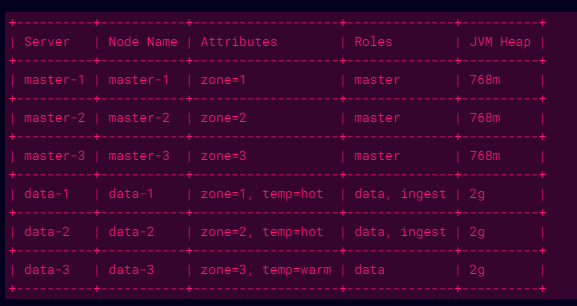 +----------+-----------+-------------------+--------------+----------+
| Server   | Node Name | Attributes        | Roles        | JVM Heap |
+----------+-----------+-------------------+--------------+----------+
| master-1 | master-1  | zone=1            | master       | 768m     |
+----------+-----------+-------------------+--------------+----------+
| master-2 | master-2  | zone=2            | master       | 768m     |
+----------+-----------+-------------------+--------------+----------+
| master-3 | master-3  | zone=3            | master       | 768m     |
+----------+-----------+-------------------+--------------+----------+
| data-1   | data-1    | zone=1, temp=hot  | data, ingest | 2g       |
+----------+-----------+-------------------+--------------+----------+
| data-2   | data-2    | zone=2, temp=hot  | data, ingest | 2g       |
+----------+-----------+-------------------+--------------+----------+
| data-3   | data-3    | zone=3, temp=warm | data         | 2g       |
+----------+-----------+-------------------+--------------+----------+